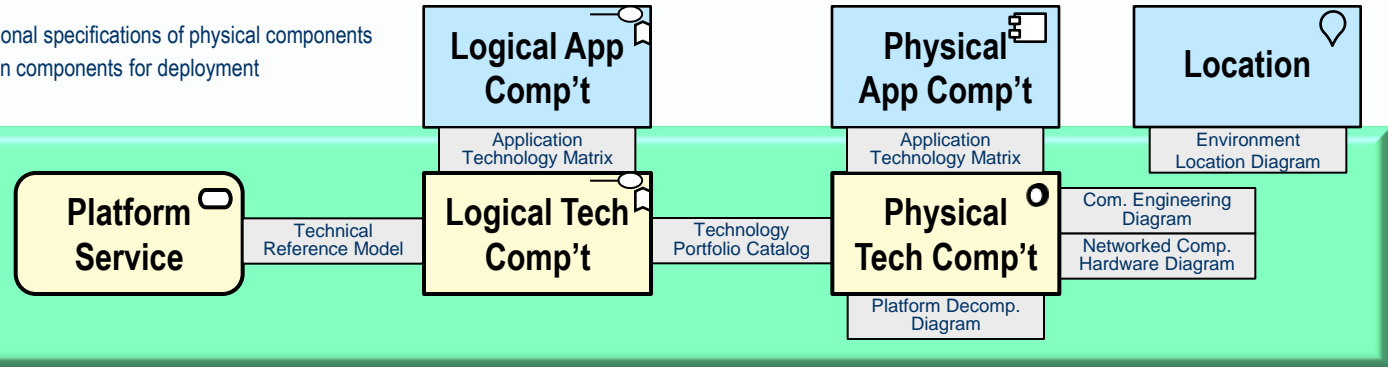 onal specifications of physical components
n components for deployment
Logical App
Comp't
Physical
App Comp't
Location
Application
Technology Matrix
Application
Technology Matrix
Environment
Location Diagram
Platform
Service
Technical
Reference Model
Logical Tech
Comp't
Technology
Portfolio Catalog
Physical
Tech Comp't
Com. Engineering
Diagram
Networked Comp.
Hardware Diagram
Platform Decomp.
Diagram